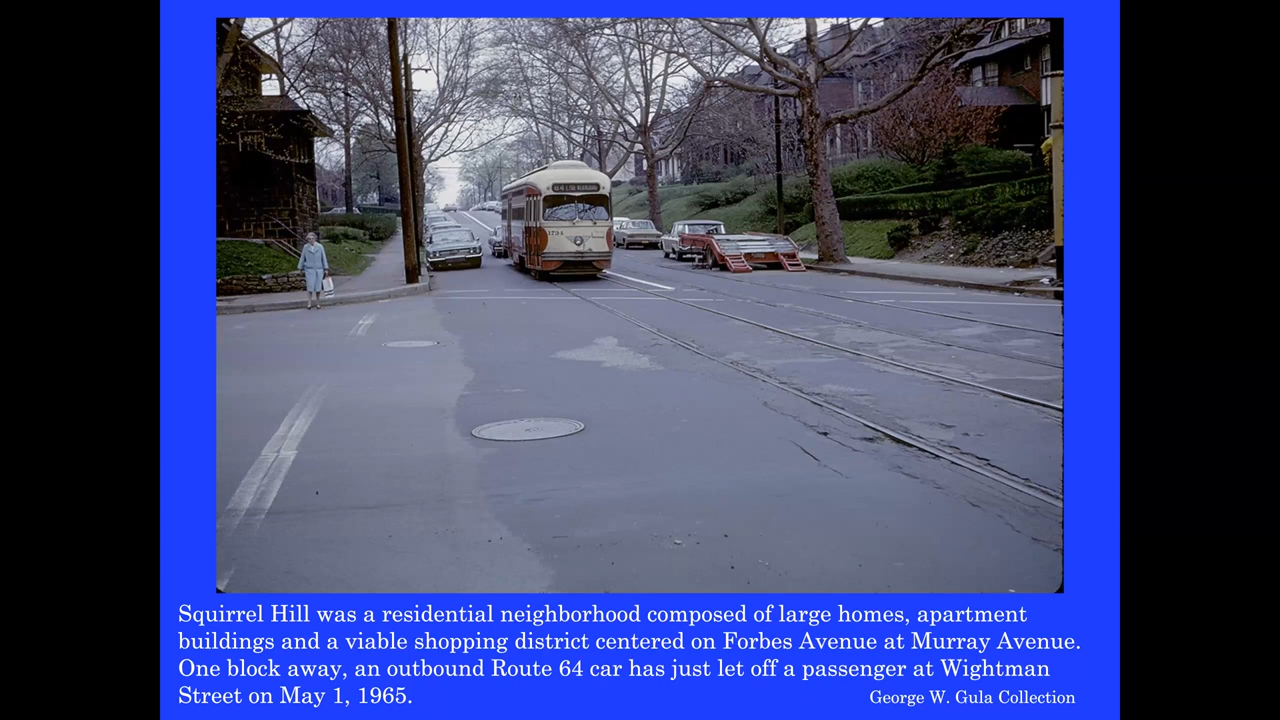 Squirrel Hill was a residential neighborhood composed of large homes, apartment
buildings and a viable shopping district centered on Forbes Avenue at Murray Avenue.
One block away, an outbound Route 64 car has just let off a passenger at Wightman
Street on May 1, 1965.
George W. Gula Collection